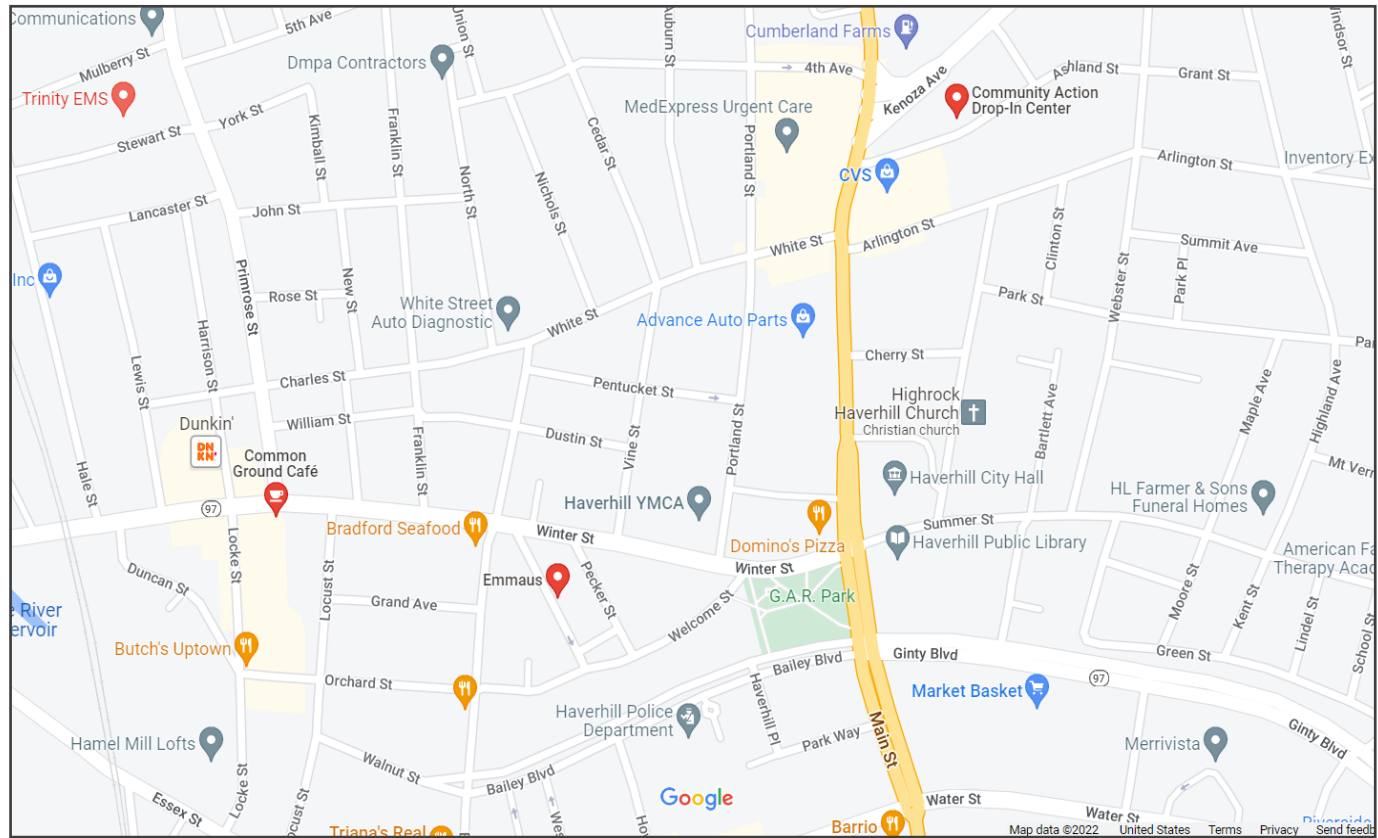 Communications
5th Ave
Union St
Auburn St
Cumberland Farms
Windsor St
Mulberry St
Dmpa Contractors
4th Ave
Kenoza Ave
Ashland St
Grant St
Trinity EMS
MedExpress Urgent Care
Community Action
Drop-In Center
York St
Stewart St
Kimball St
Franklin St
Cedar St
Portland St
Arlington St
Inventory Ex
CVS
North St
Nichols St
Lancaster St
John St
White St
Arlington St
Clinton St
Summit Ave
Webster St
Park Pl
Inc
Primrose St
New St
Rose St
Park St
White Street
Auto Diagnostic
White St
Advance Auto Parts
Harrison St
Lewis St
Cherry St
Charles St
Pentucket St
Highrock
Haverhill Church
Christian church
Bartlett Ave
Maple Ave
Highland Ave
Dunkin'
DN
KN'
William St
Franklin St
Dustin St
Vine St
Portland St
Common
Ground Café
Hale St
Haverhill City Hall
Mt Ver
97
Haverhill YMCA
HL Farmer & Sons
Funeral Homes
Bradford Seafood
Winter St
Domino's Pizza
Summer St
Haverhill Public Library
American Fa
Therapy Acad
Locke St
Duncan St
Locust St
Emmaus
Pecker St
Winter St
G.A.R. Park
Grand Ave
Welcome St
Moore St
Kent St
Lindel St
School St
e River
ervoir
Butch's Uptown
Bailey Blvd
Ginty Blvd
Green St
97
Orchard St
Market Basket
Haverhill Pl
Haverhill Police
Department
Main St
Park Way
Ginty Blvd
Hamel Mill Lofts
Merrivista
Walnut St
Bailey Blvd
Essex St
Locke St
ocust St
Google
Water St
Water St
Triana's Real
Barrio
Riverside
Map data ©2022 United States Terms Privacy Send feedb